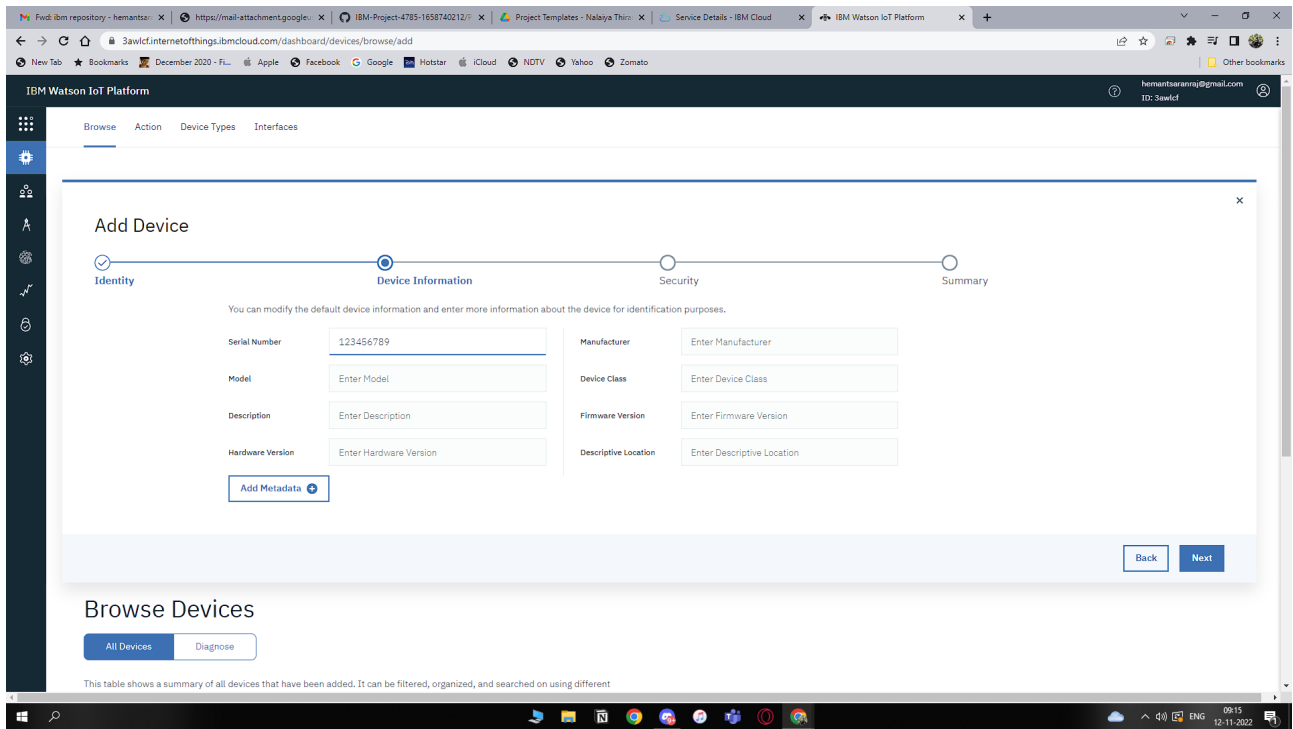 Fwd: ibm repository - hemantsar
https://mail-attachment.googleu
IBM-Project-4785-1658740212/F
Project Templates - Nalaiya Thira
Service Details - IBM Cloud
IBM Watson IoT Platform
3awlcf.internetofthings.ibmcloud.com/dashboard/devices/browse/add
New Tab Bookmarks December 2020 - Fi... Apple Facebook Google Hotstar iCloud NDTV Yahoo Zomato Other bookmarks
IBM Watson IoT Platform
hemantsaranraj@gmail.com
ID: 3awlcf
Browse Action Device Types Interfaces
Add Device
Identity Device Information Security Summary
You can modify the default device information and enter more information about the device for identification purposes.
Serial Number 123456789 Manufacturer Enter Manufacturer
Model Enter Model Device Class Enter Device Class
Description Enter Description Firmware Version Enter Firmware Version
Hardware Version Enter Hardware Version Descriptive Location Enter Descriptive Location
Add Metadata
Back Next
Browse Devices
All Devices Diagnose
This table shows a summary of all devices that have been added. It can be filtered, organized, and searched on using different
ENG
09:15
12-11-2022